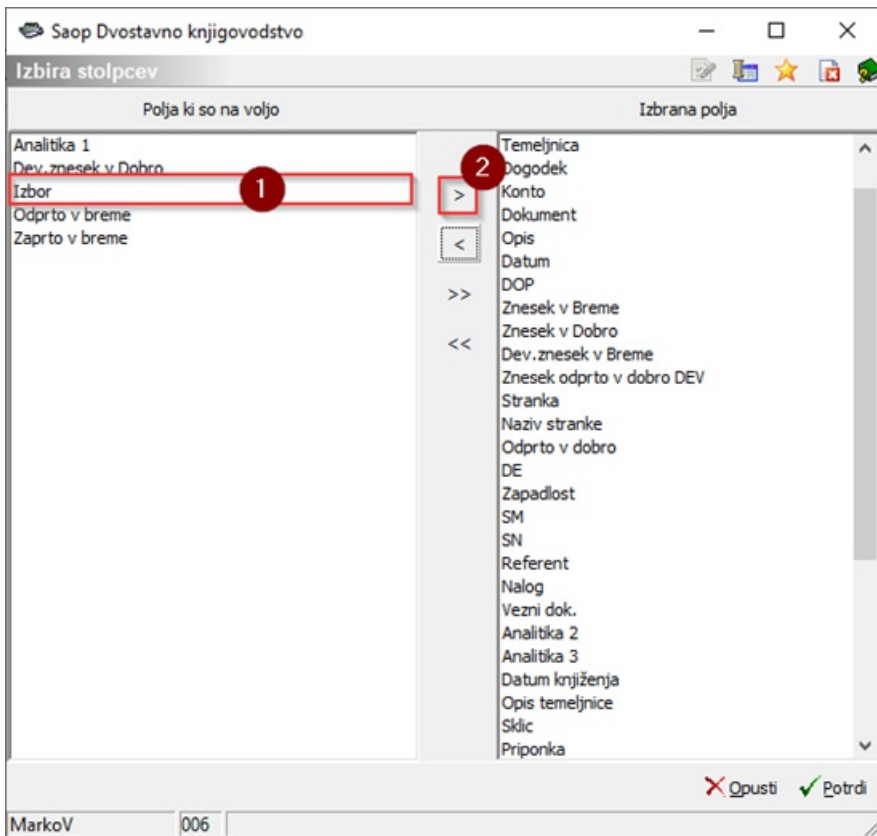 Saop Dvostavno knjigovodstvo
Izbira stolpcev
Polja ki so na voljo
Izbrana polja
Analitika 1
Dev.znesek v Dobro
Izbor
Odprto v breme
Zaprto v breme
1
2
>
<
>>
<<
Temeljnica
Dogodek
Konto
Dokument
Opis
Datum
DOP
Znesek v Breme
Znesek v Dobro
Dev.znesek v Breme
Znesek odprto v dobro DEV
Stranka
Naziv stranke
Odprto v dobro
DE
Zapadlost
SM
SN
Referent
Nalog
Vezni dok.
Analitika 2
Analitika 3
Datum knjiženja
Opis temeljnice
Sklic
Priponka
Opusti
Potrdi
MarkoV
006